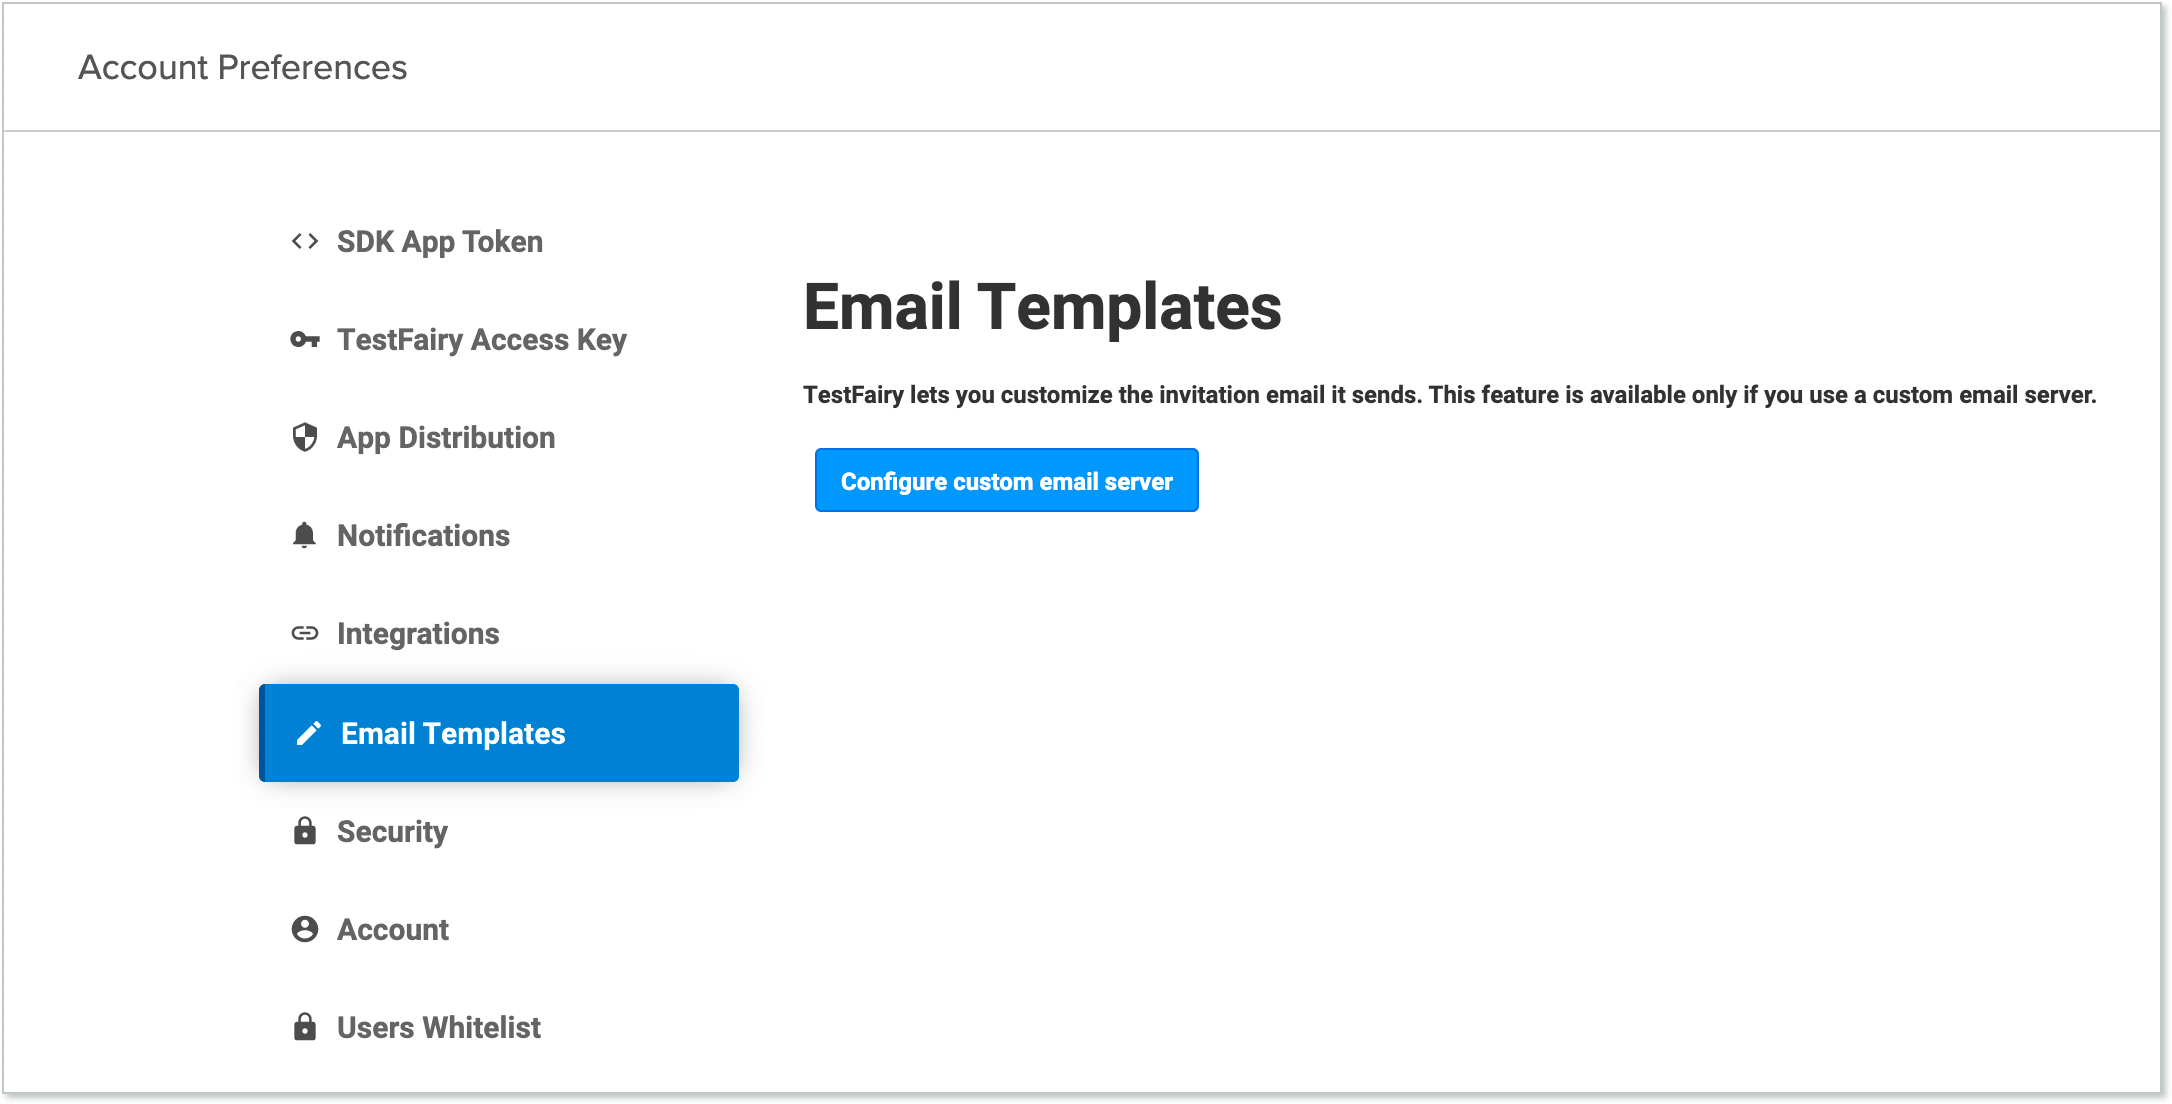 Account Preferences
SDK App Token
TestFairy Access Key
App Distribution
Notifications
Integrations
Email Templates
Security
Account
Users Whitelist
Email Templates
TestFairy lets you customize the invitation email it sends. This feature is available only if you use a custom email server.
Configure custom email server